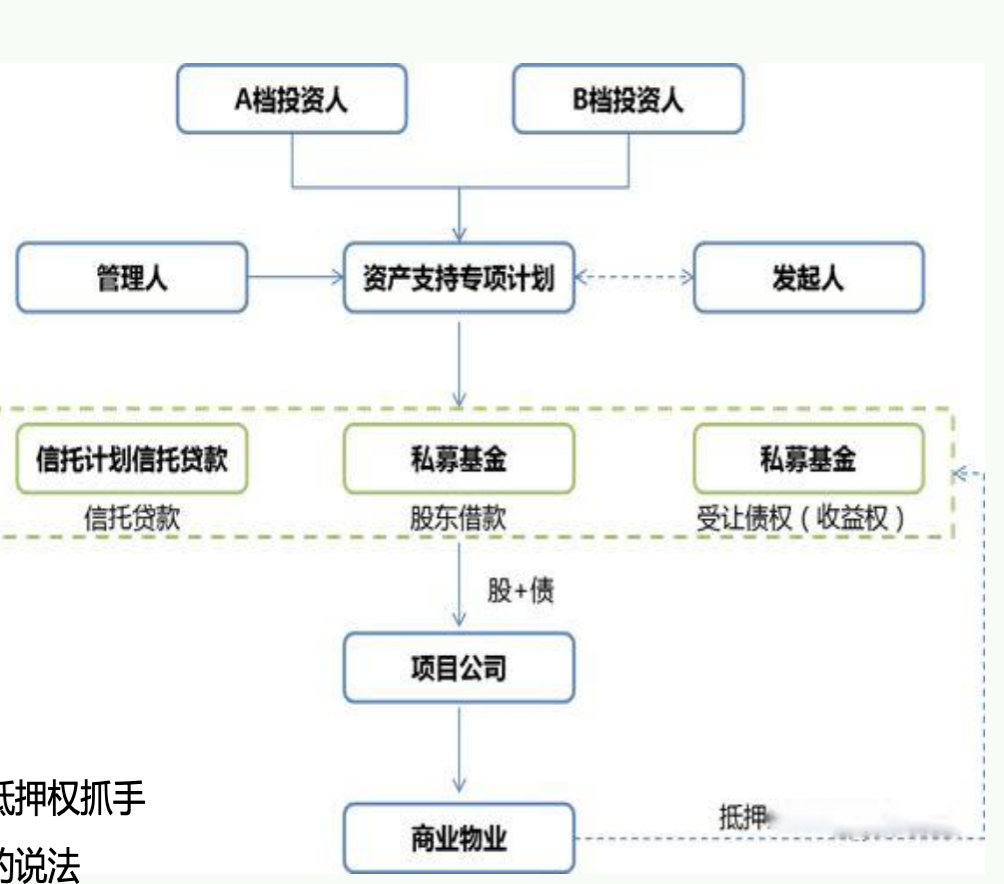 A档投资人
B档投资人
管理人
资产支持专项计划
发起人
信托计划信托贷款
私募基金
私募基金
信托贷款
股东借款
受让债权（收益权）
股+债
项目公司
抵押权抓手
商业物业
抵押
的说法